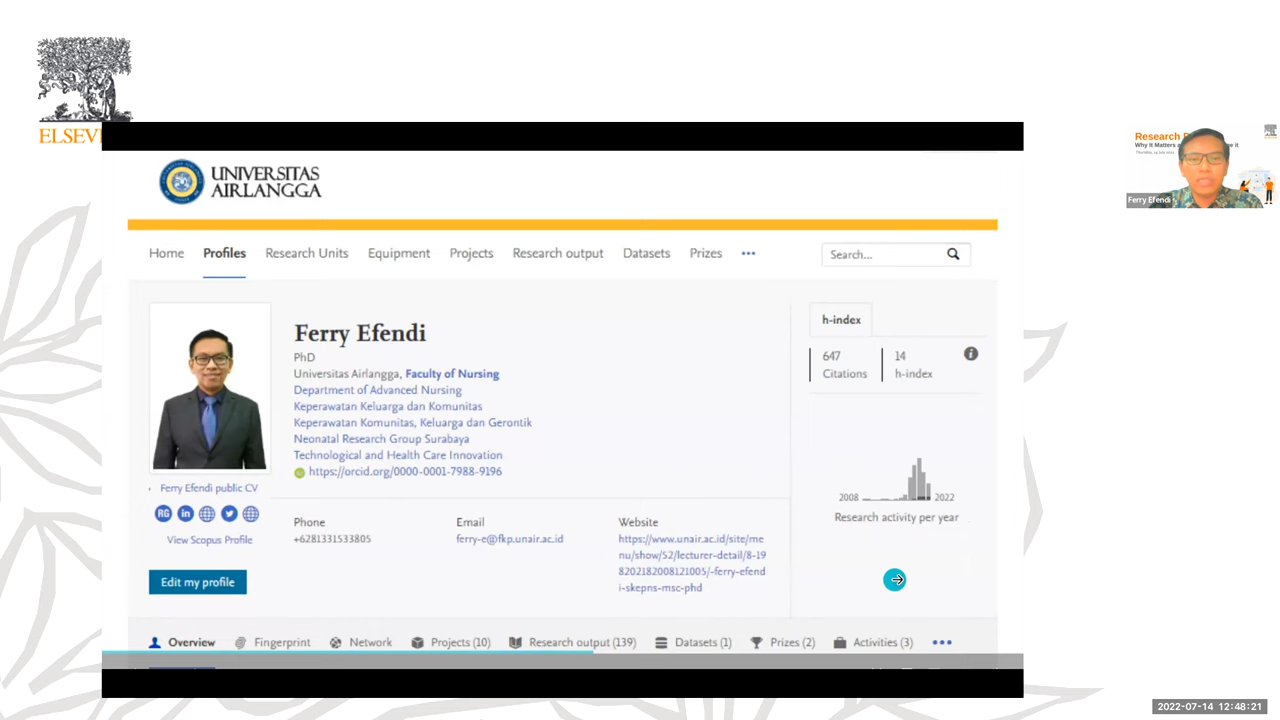 ELSEV
UNIVERSITAS
AIRLANGGA
Home Profiles Research Units Equipment Projects Research output Datasets Prizes ••• Search...
Ferry Efendi
PhD
Universitas Airlangga, Faculty of Nursing
Department of Advanced Nursing
Keperawatan Keluarga dan Komunitas
Keperawatan Komunitas, Keluarga dan Gerontik
Neonatal Research Group Surabaya
Technological and Health Care Innovation
https://orcid.org/0000-0001-7988-9196
Ferry Efendi public CV
RG in
View Scopus Profile
Edit my profile
Phone
+6281331533805
Email
ferry-e@fkp.unair.ac.id
Website
https://www.unair.ac.id/site/me
nu/show/52/lecturer-detail/8-19
8202182008121005/-ferry-efend
i-skepns-msc-phd
h-index
647 14
Citations h-index
2008 2022
Research activity per year
Overview Fingerprint Network Projects (10) Research output (139) Datasets (1) Prizes (2) Activities (3) •••
Research
Why It Matters
Ferry Efendi
2022-07-14 12:48:21